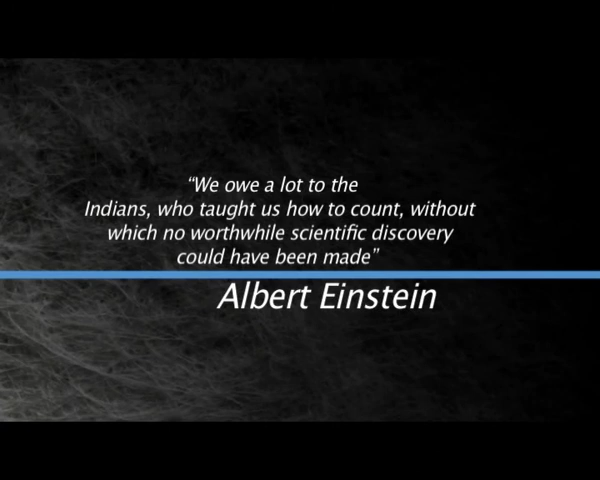 “We owe a lot to the
Indians, who taught us how to count, without
which no worthwhile scientific discovery
could have been made”
Albert Einstein